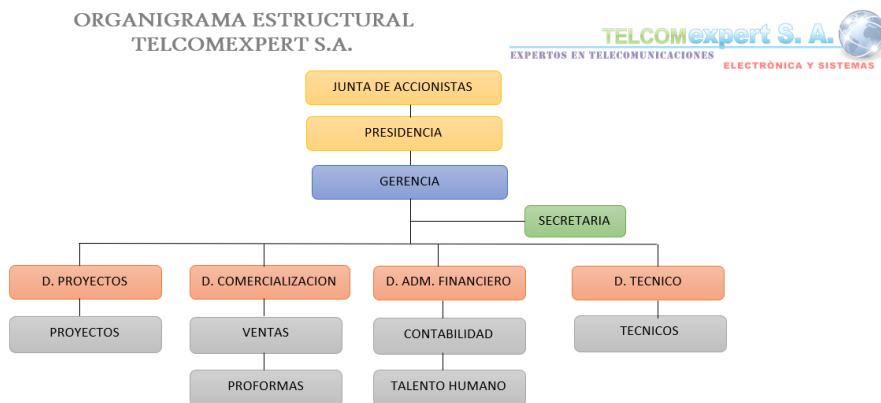 ORGANIGRAMA ESTRUCTURAL
TELCOMEXPERT S.A.
TELCOMexpert S. A.
EXPERTOS EN TELECOMUNICACIONES
ELECTRÓNICA Y SISTEMAS
JUNTA DE ACCIONISTAS
PRESIDENCIA
GERENCIA
SECRETARIA
D. PROYECTOS
D. COMERCIALIZACION
D. ADM. FINANCIERO
D. TECNICO
PROYECTOS
VENTAS
CONTABILIDAD
TECNICOS
PROFORMAS
TALENTO HUMANO